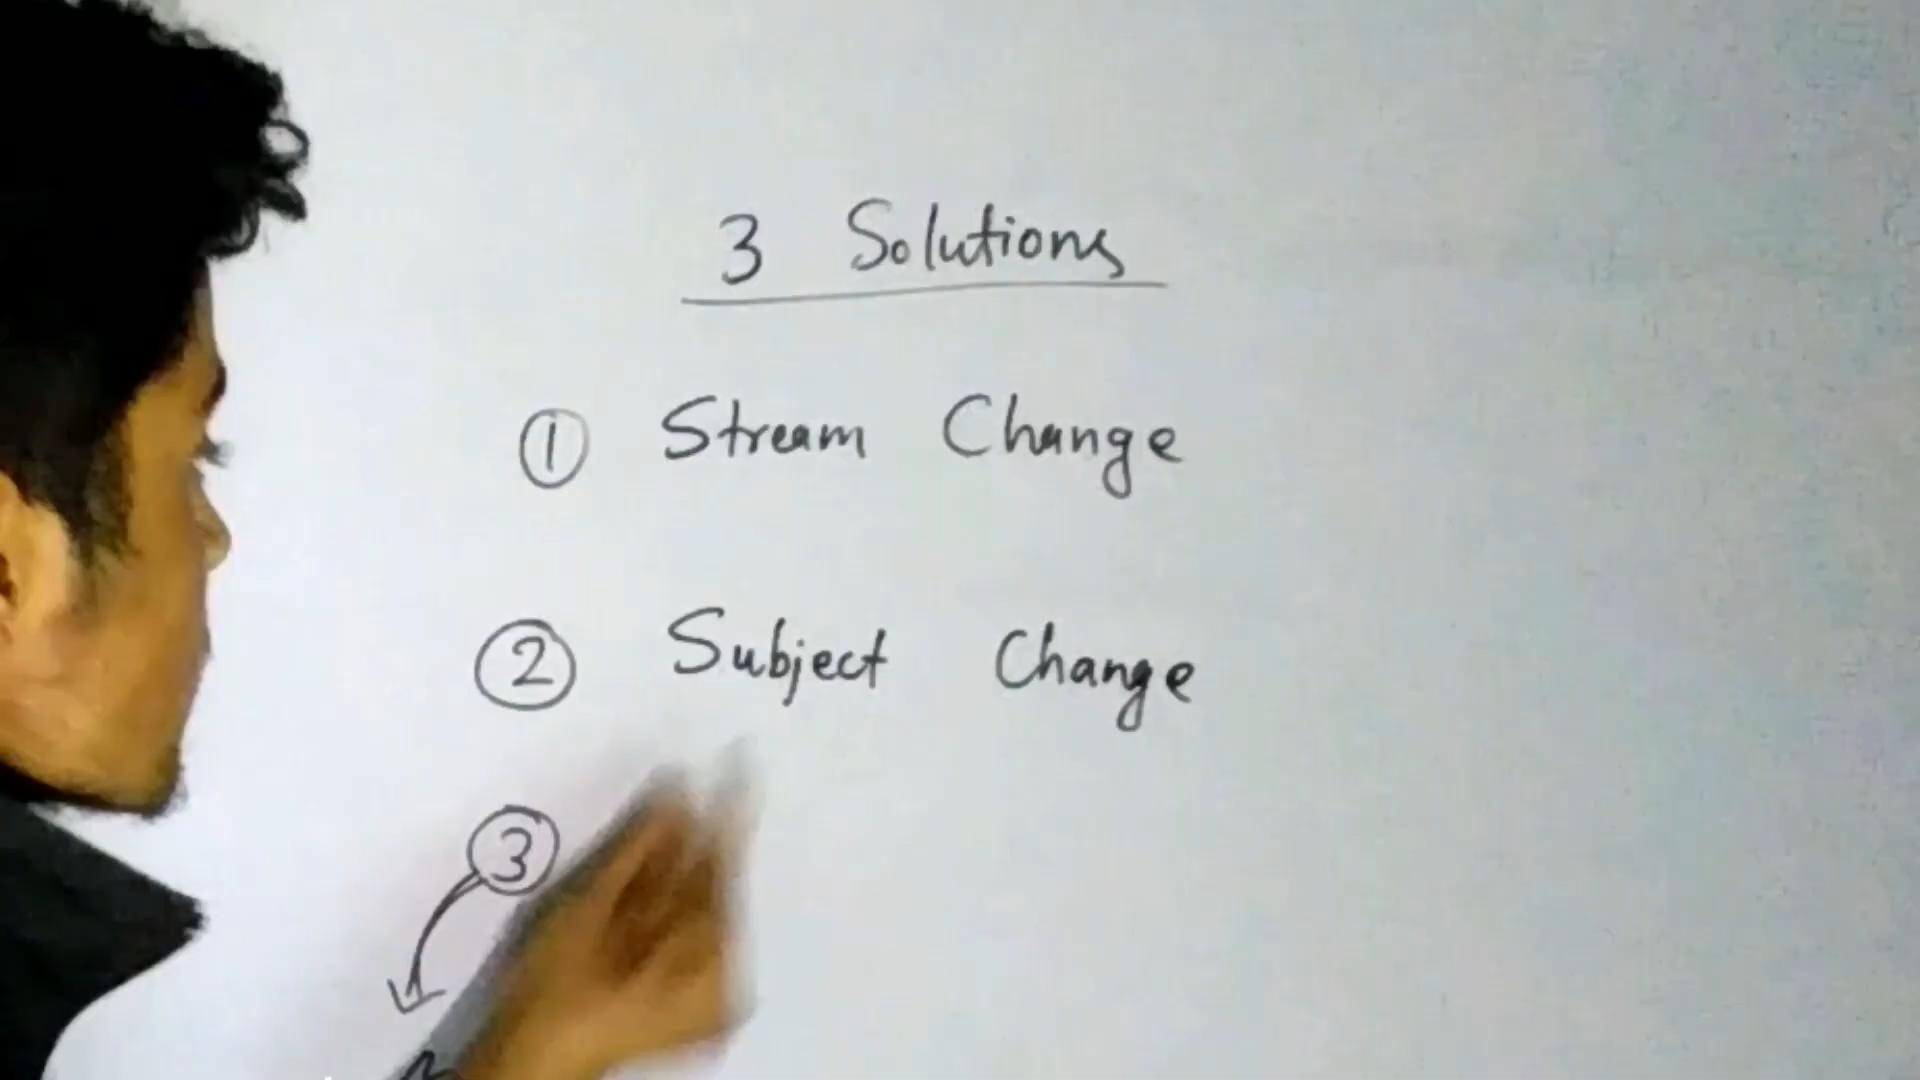 3 Solutions
① Stream Change
② Subject Change
③